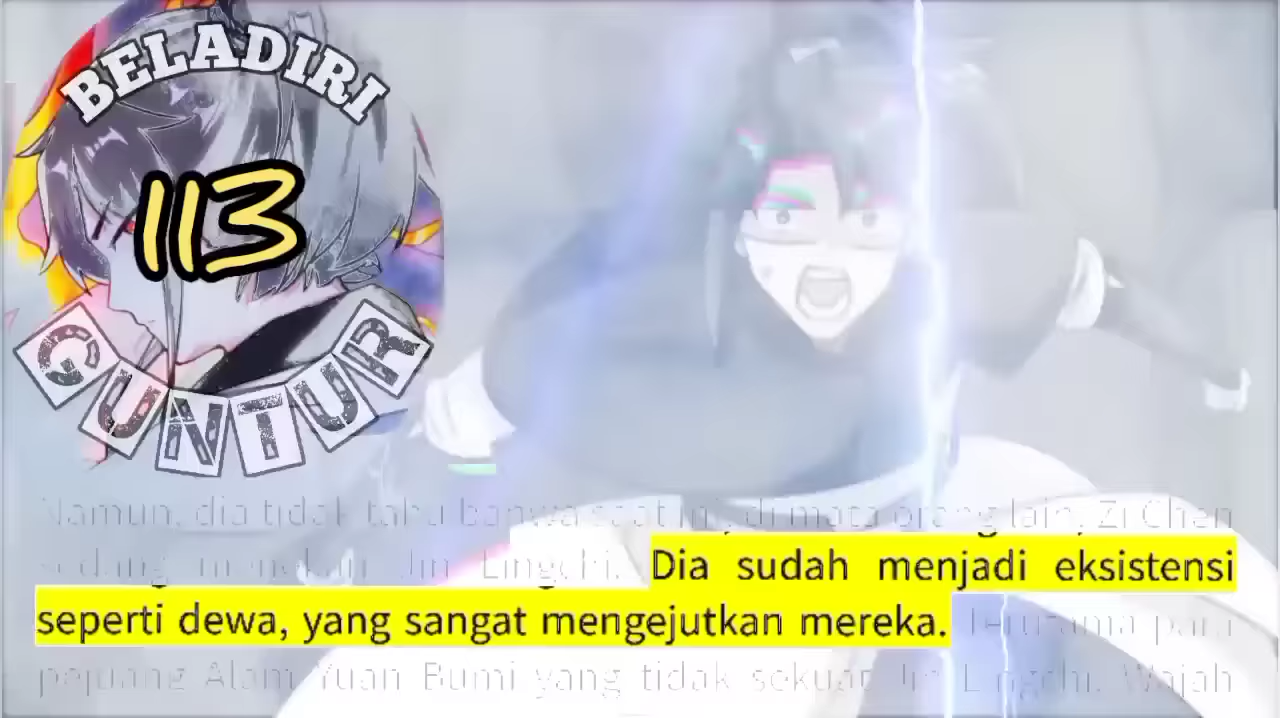 BELADIRI
113
GUNTUR
Namun, dia tidak tahu bahwa saat ini, di mata orang lain, Zi Chen
sedang menekan Jin Lingchi. Dia sudah menjadi eksistensi
seperti dewa, yang sangat mengejutkan mereka. Terutama para
pejuang Alam Yuan Bumi yang tidak sekuat Jin Lingchi. Wajah